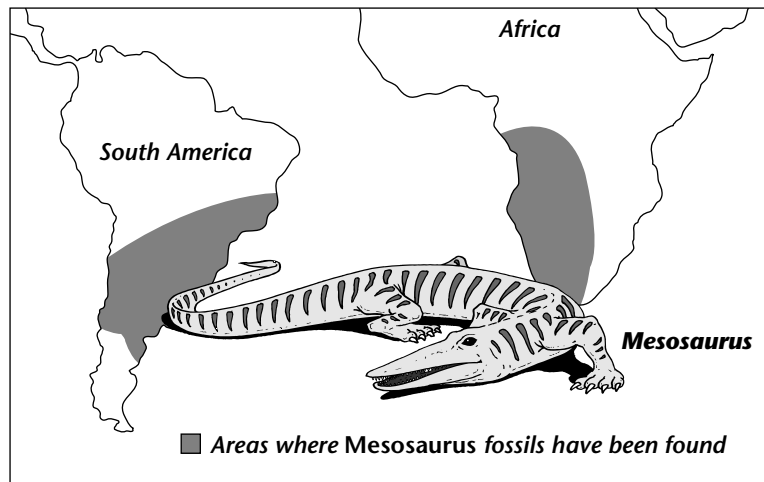 Africa
South America
Mesosaurus
Areas where Mesosaurus fossils have been found